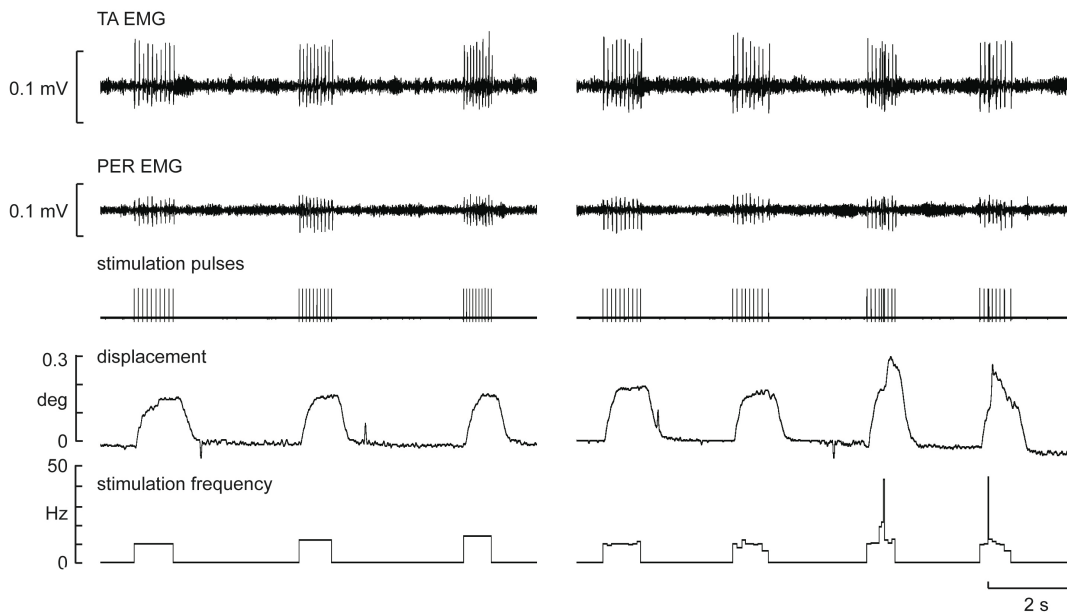 TA EMG
0.1 mV
PER EMG
0.1 mV
stimulation pulses
displacement
0.3
deg
0
stimulation frequency
50
Hz
0
2 s